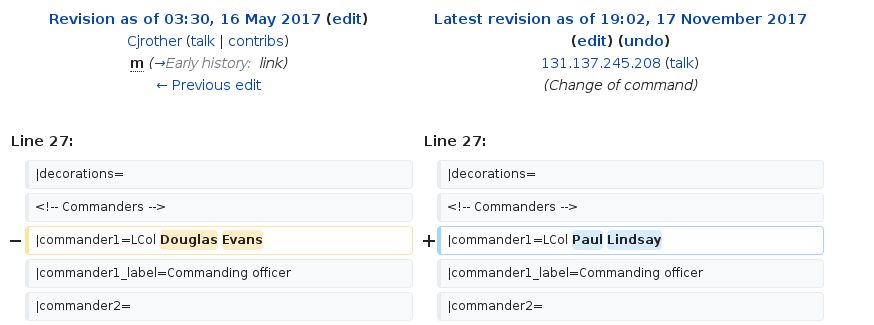 Revision as of 03:30, 16 May 2017 (edit)
Cjrother (talk | contribs)
m (→Early history: link)
← Previous edit
Latest revision as of 19:02, 17 November 2017
(edit) (undo)
131.137.245.208 (talk)
(Change of command)
Line 27:
Line 27:
|decorations=
|decorations=
<!-- Commanders -->
<!-- Commanders -->
− |commander1=LCol Douglas Evans
+ |commander1=LCol Paul Lindsay
|commander1_label=Commanding officer
|commander1_label=Commanding officer
|commander2=
|commander2=